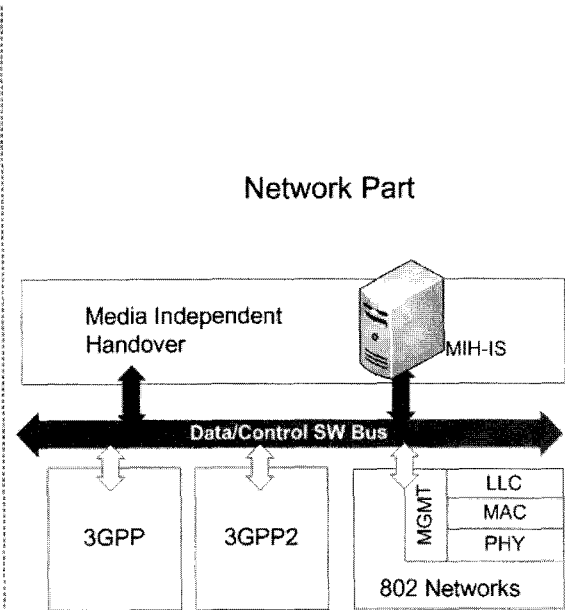 Network Part
Media Independent
Handover
MIH-IS
Data/Control SW Bus
3GPP
3GPP2
MGMT
LLC
MAC
PHY
802 Networks